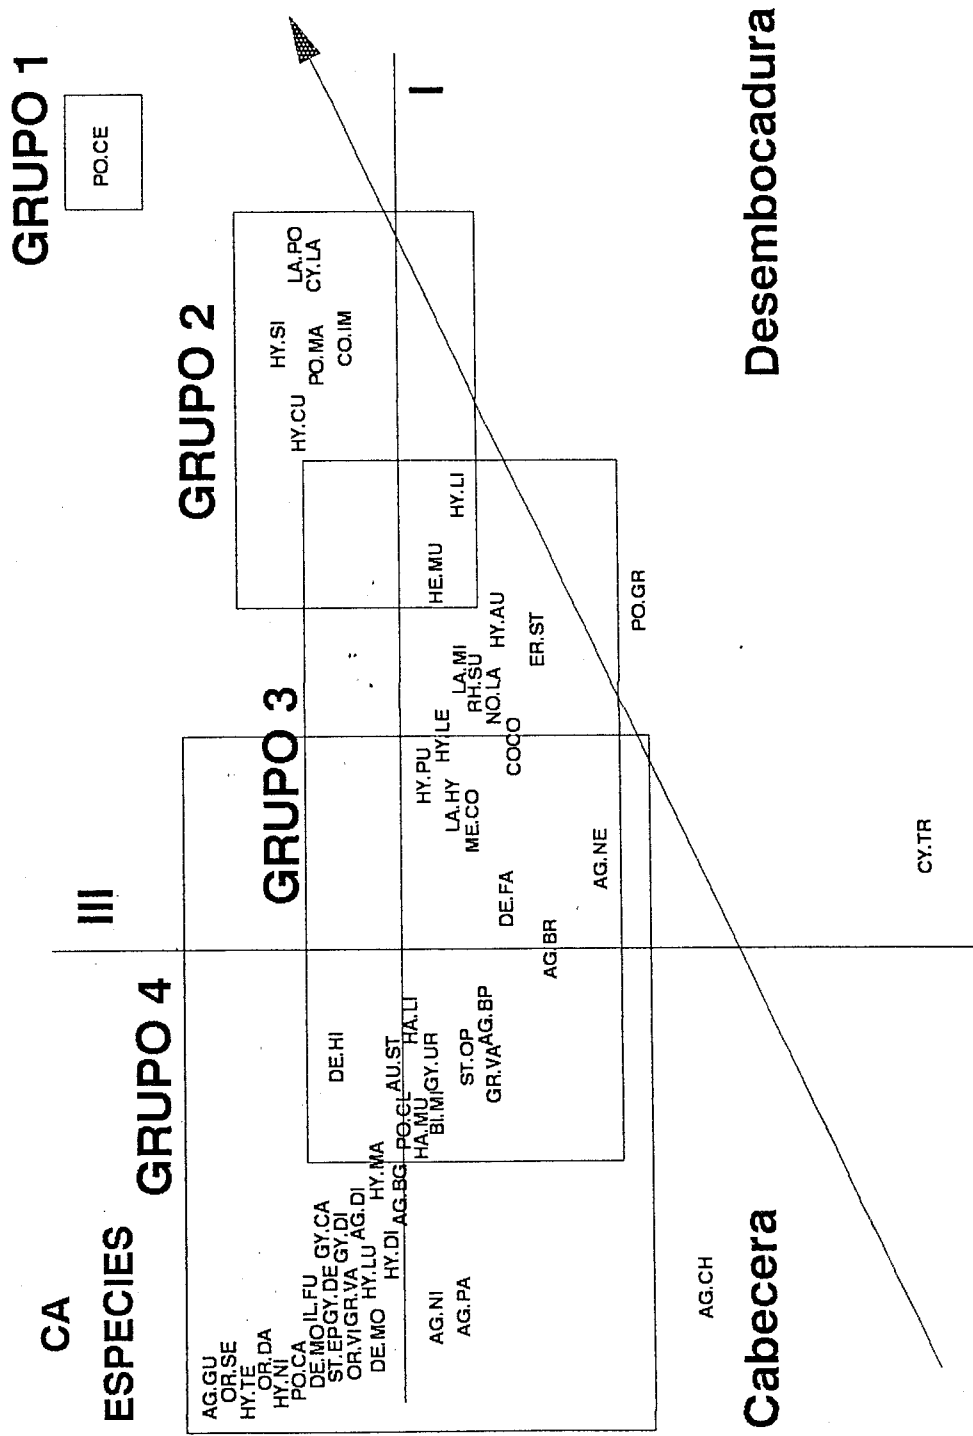 CA
ESPECIES
GRUPO 4
GRUPO 3
GRUPO 2
GRUPO 1
III
I
PO.CE
AG.GU
OR.SE
HY.TE
OR.DA
HY.NI
PO.CA
DE.MO
IL.FU
ST.EP
GY.DE
GY.CA
OR.VI
GR.VA
GY.DI
DE.MO
HY.LU
AG.DI
HY.DI
HY.MA
AG.BG
PO.CL
AU.ST
HA.MU
HA.LI
BI.MI
GY.UR
DE.HI
ST.OP
GR.VA
AG.BP
AG.NI
AG.PA
AG.CH
AG.BR
DE.FA
AG.NE
HY.PU
HY.LE
LA.HY
ME.CO
COCO
LA.MI
RH.SU
NO.LA
HY.AU
ER.ST
PO.GR
HE.MU
HY.LI
HY.CU
HY.SI
PO.MA
CO.IM
LA.PO
CY.LA
CY.TR
Cabecera
Desembocadura